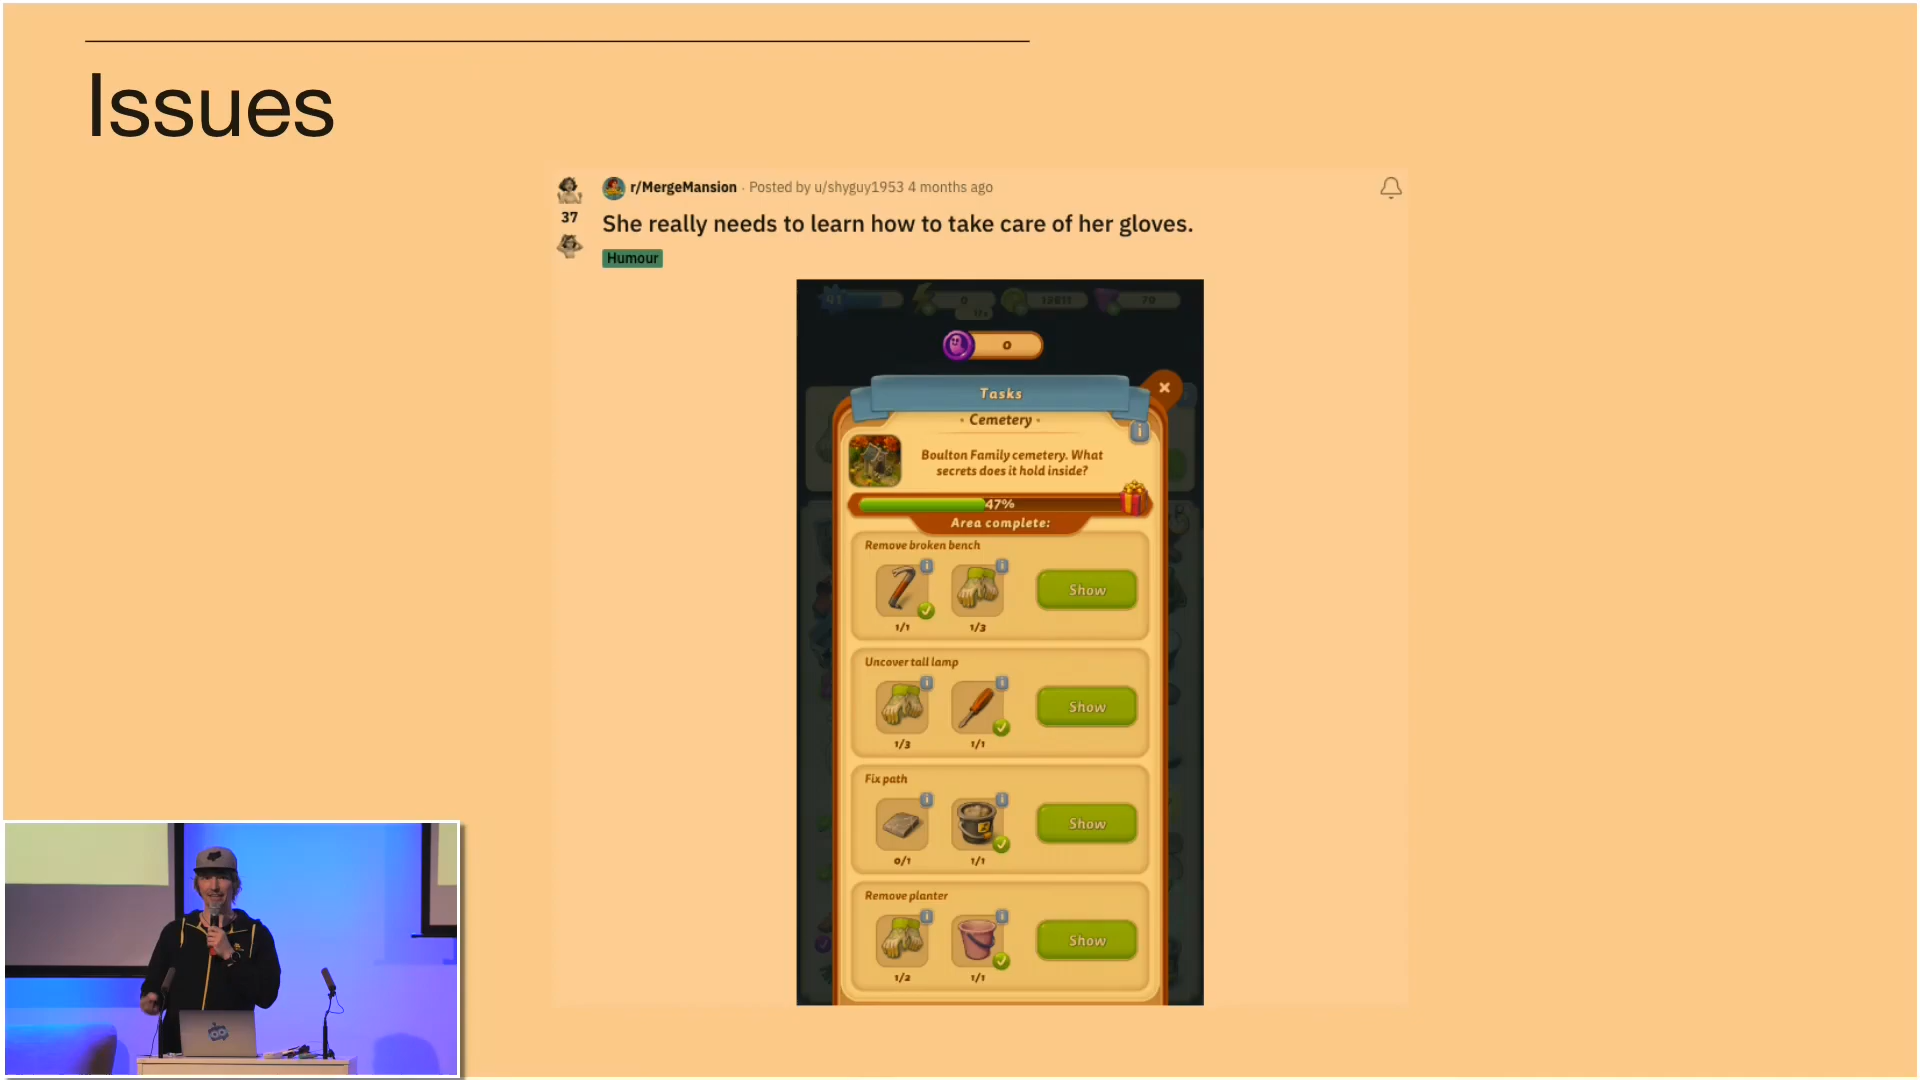 Issues
r/MergeMansion · Posted by u/shyguy1953 4 months ago
37
She really needs to learn how to take care of her gloves.
Humour
0
70
0
Tasks
Cemetery
Boulton Family cemetery. What
secrets does it hold inside?
47%
Area complete:
Remove broken bench
Show
1/1 1/3
Uncover tall lamp
Show
1/3 1/1
Fix path
Show
0/1 1/1
Remove planter
Show
1/2 1/1